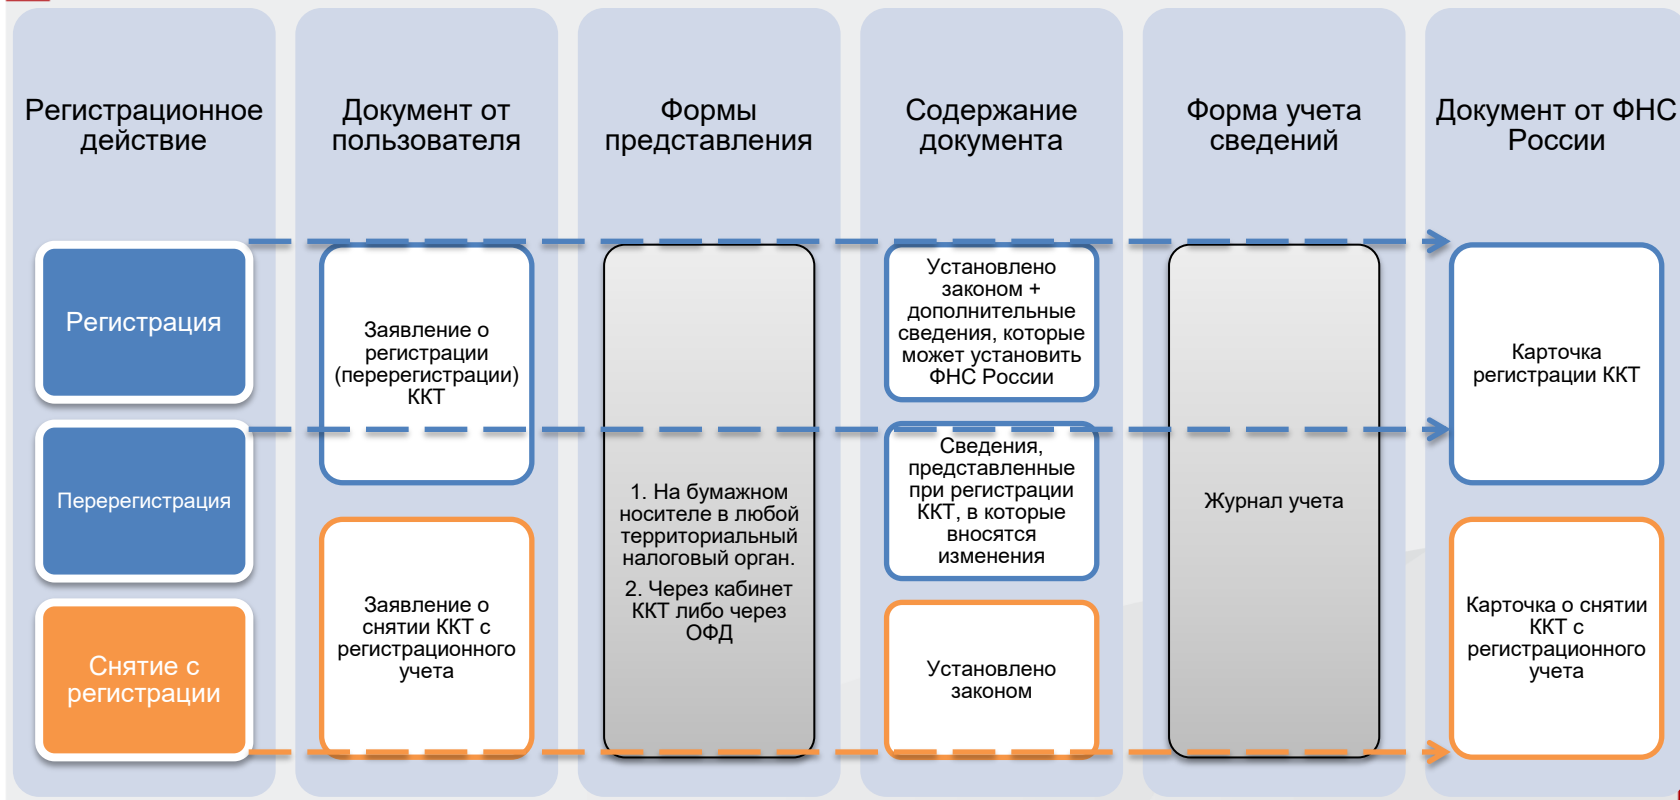 Регистрационное
действие
Документ от
пользователя
Формы
представления
Содержание
документа
Форма учета
сведений
Документ от ФНС
России
Регистрация
Перерегистрация
Снятие с
регистрации
Заявление о
регистрации
(перерегистрации)
ККТ
Заявление о
снятии ККТ с
регистрационного
учета
1. На бумажном
носителе в любой
территориальный
налоговый орган.
2. Через кабинет
ККТ либо через
ОФД
Установлено
законом +
дополнительные
сведения, которые
может установить
ФНС России
Сведения,
представленные
при регистрации
ККТ, в которые
вносятся
изменения
Установлено
законом
Журнал учета
Карточка
регистрации ККТ
Карточка о снятии
ККТ с
регистрационного
учета